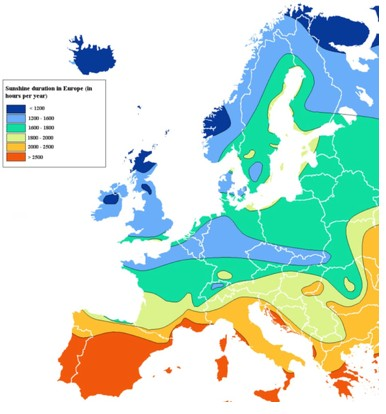 Sunshine duration in Europe (in
hours per year)
< 1200
1200 - 1600
1600 - 1800
1800 - 2000
2000 - 2500
> 2500